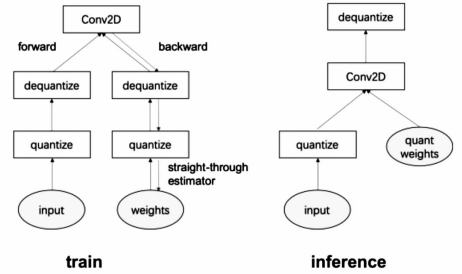 Conv2D
forward
backward
dequantize
dequantize
quantize
quantize
straight-through
estimator
input
weights
train
dequantize
Conv2D
quantize
quant
weights
input
inference